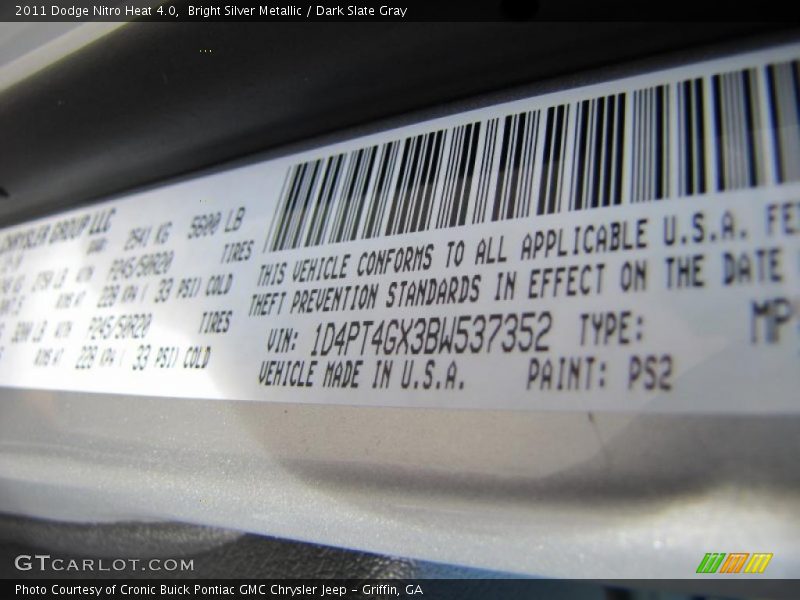 2011 Dodge Nitro Heat 4.0, Bright Silver Metallic / Dark Slate Gray
CHRYSLER GROUP LLC
2541 KG 5600 LB
P245/50R20 TIRES
228 KPA ( 33 PSI) COLD
P245/50R20 TIRES
228 KPA ( 33 PSI) COLD
THIS VEHICLE CONFORMS TO ALL APPLICABLE U.S.A.
THEFT PREVENTION STANDARDS IN EFFECT ON THE DATE
VIN: 1D4PT4GX3BW537352 TYPE: MP
VEHICLE MADE IN U.S.A. PAINT: PS2
GTCARLOT.COM
Photo Courtesy of Cronic Buick Pontiac GMC Chrysler Jeep – Griffin, GA